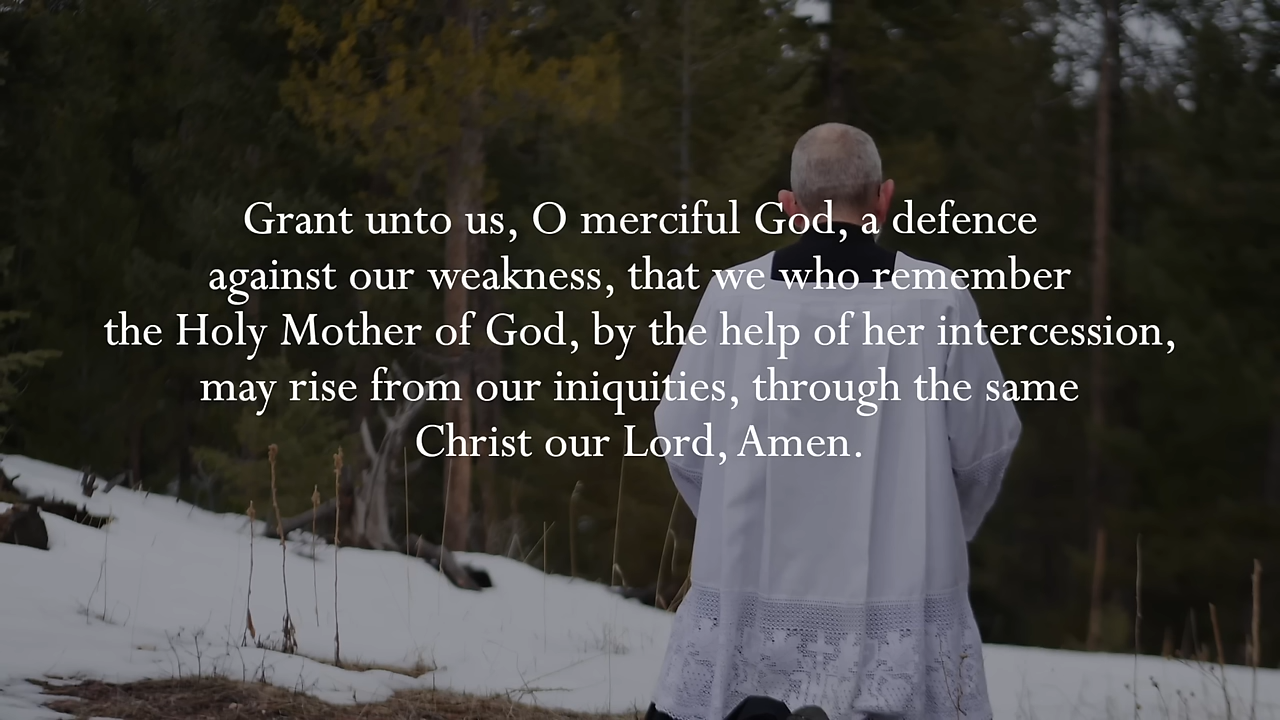 Grant unto us, O merciful God, a defence
against our weakness, that we who remember
the Holy Mother of God, by the help of her intercession,
may rise from our iniquities, through the same
Christ our Lord, Amen.